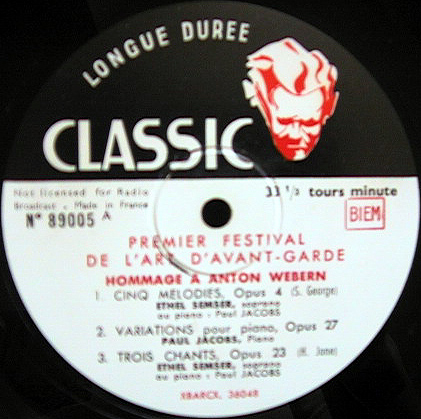 LONGUE DUREE
CLASSIC
Not licensed for Radio
Broadcast - Made in France
33 1/3 tours minute
N° 89005 A
BIEM
PREMIER FESTIVAL
DE L'ART D'AVANT-GARDE
HOMMAGE A ANTON WEBERN
1. CINQ MELODIES, Opus 4 (S. George)
ETHEL SEMSER, soprano
au piano : Paul JACOBS
2. VARIATIONS pour piano, Opus 27
PAUL JACOBS, Piano
3. TROIS CHANTS, Opus 23 (H. Jone)
ETHEL SEMSER, soprano
au piano - Paul JACOBS
XBARCX. 36048